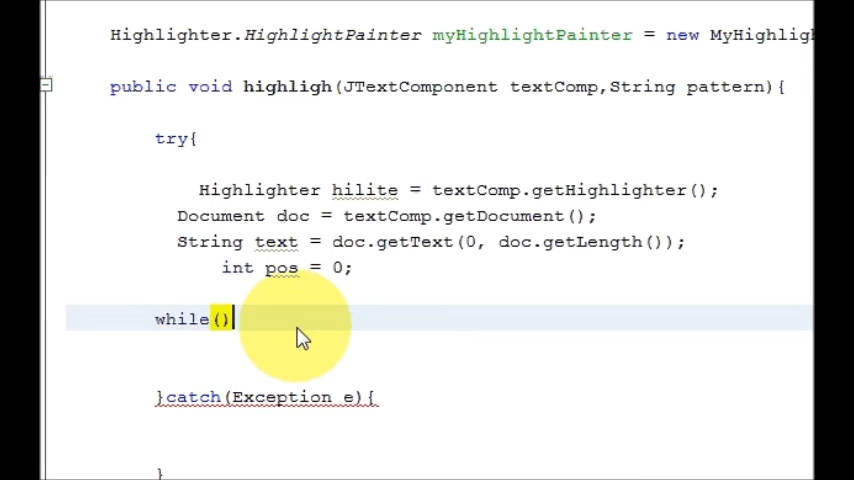 Highlighter.HighlightPainter myHighlightPainter = new
public void highligh(JTextComponent textComp,String pattern){
try{
Highlighter hilite = textComp.getHighlighter();
Document doc = textComp.getDocument();
String text = doc.getText(0, doc.getLength());
int pos = 0;
while()
}catch(Exception e){
}